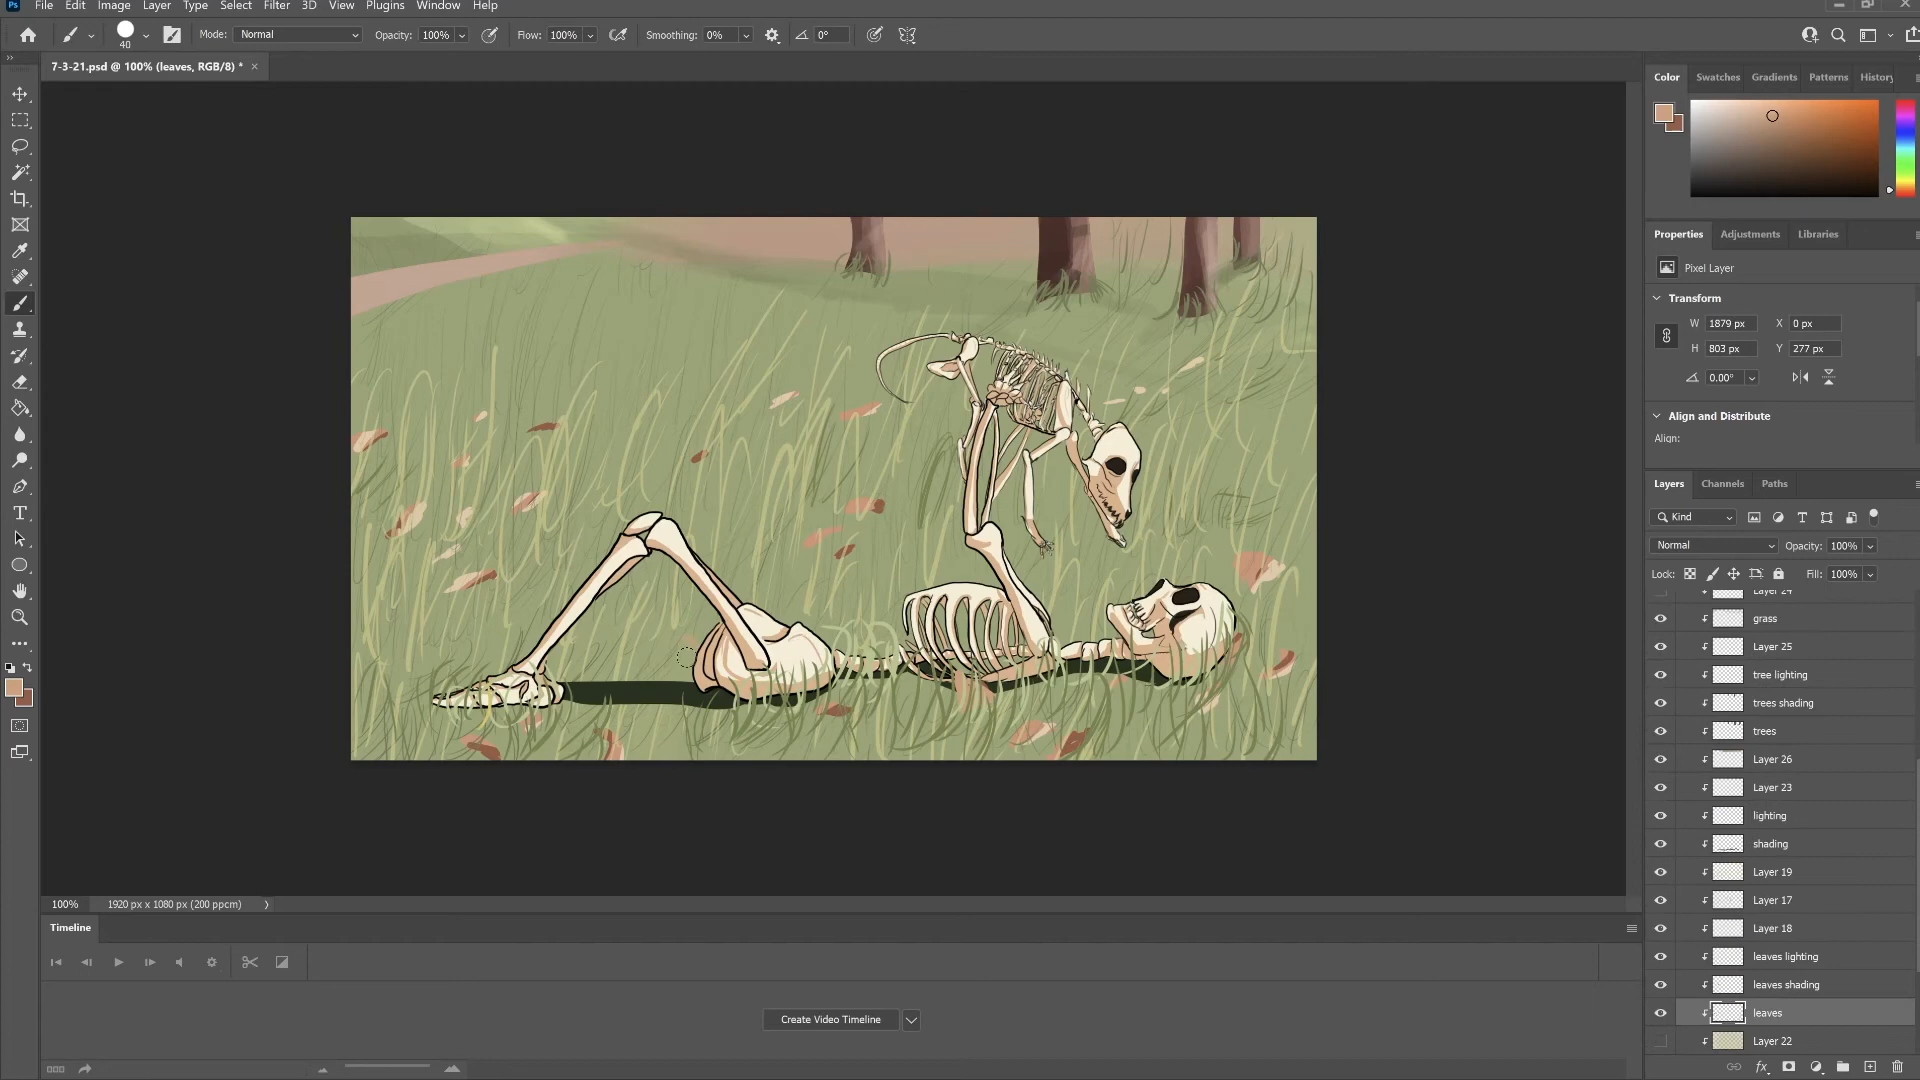 Ps File Edit Image Layer Type Select Filter 3D View Plugins Window Help
40 Mode: Normal Opacity: 100% Flow: 100% Smoothing: 0% 0°
7-3-21.psd @ 100% (leaves, RGB/8) *
Color Swatches Gradients Patterns History
Properties Adjustments Libraries
Pixel Layer
Transform
W 1879 px X 0 px
H 803 px Y 277 px
0.00°
Align and Distribute
Align:
Layers Channels Paths
Kind
Normal Opacity: 100%
Lock: Fill: 100%
Layer 24
grass
Layer 25
tree lighting
trees shading
trees
Layer 26
Layer 23
lighting
shading
Layer 19
Layer 17
Layer 18
leaves lighting
leaves shading
leaves
Layer 22
100% 1920 px x 1080 px (200 ppcm)
Timeline
Create Video Timeline